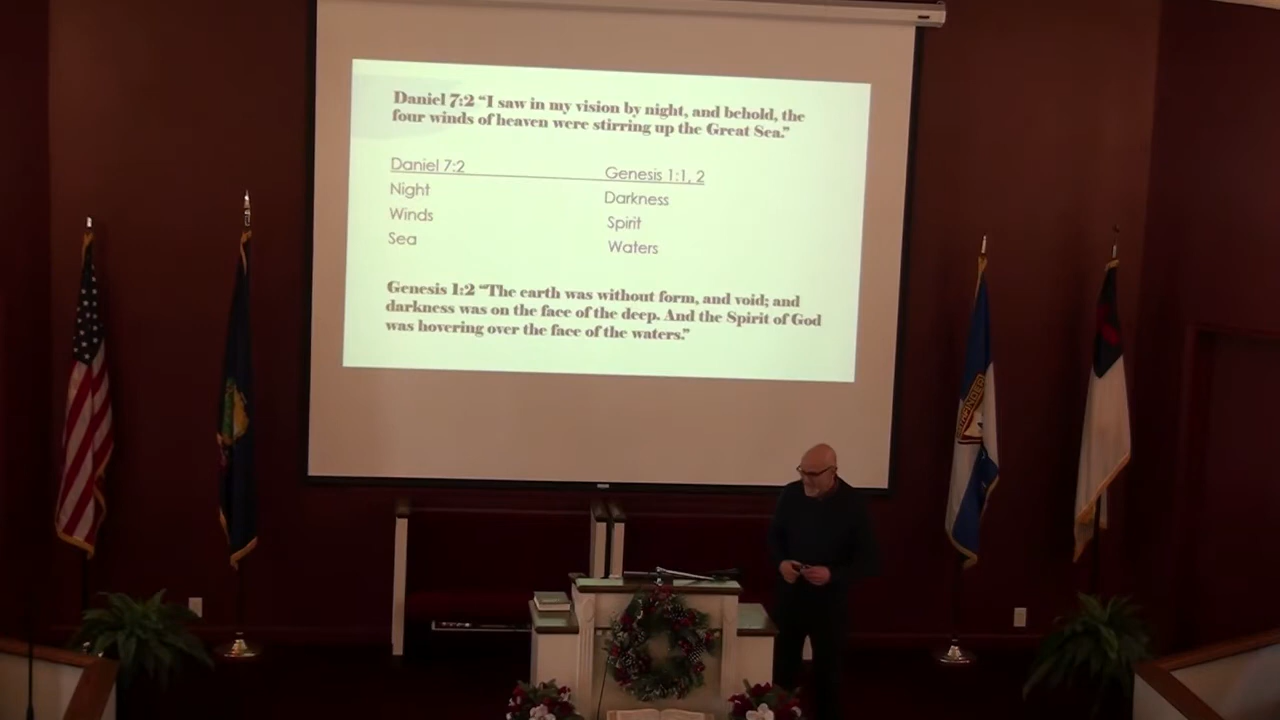 Daniel 7:2 “I saw in my vision by night, and behold, the
four winds of heaven were stirring up the Great Sea.”
Daniel 7:2 Genesis 1:1, 2
Night Darkness
Winds Spirit
Sea Waters
Genesis 1:2 “The earth was without form, and void; and
darkness was on the face of the deep. And the Spirit of God
was hovering over the face of the waters.”